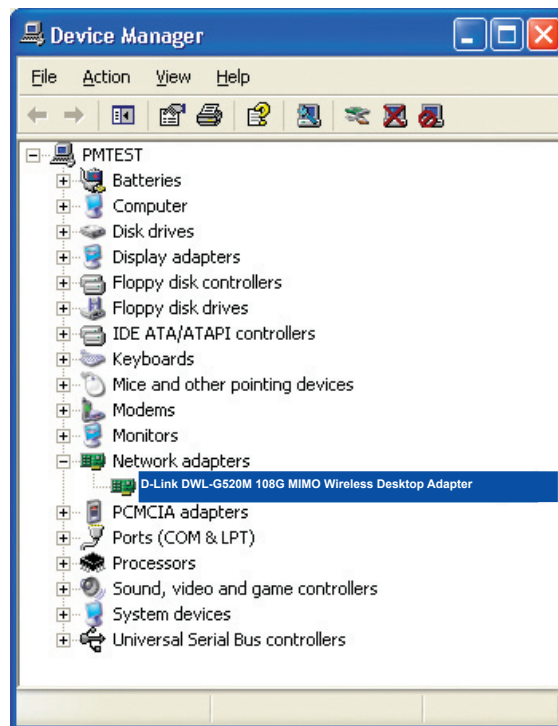 Device Manager
File Action View Help
PMTEST
Batteries
Computer
Disk drives
Display adapters
Floppy disk controllers
Floppy disk drives
IDE ATA/ATAPI controllers
Keyboards
Mice and other pointing devices
Modems
Monitors
Network adapters
D-Link DWL-G520M 108G MIMO Wireless Desktop Adapter
PCMCIA adapters
Ports (COM & LPT)
Processors
Sound, video and game controllers
System devices
Universal Serial Bus controllers